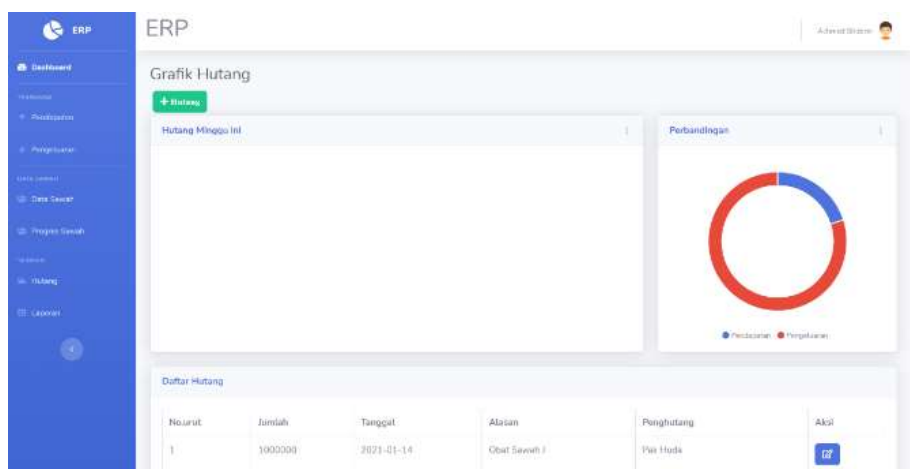 ERP
ERP
Dashboard
Pendapatan
Pengeluaran
Data Sawah
Progres Sawah
Hutang
Laporan
Grafik Hutang
+ Hutang
Hutang Minggu Ini
Perbandingan
Pendapatan Pengeluaran
Daftar Hutang
No.urut Jumlah Tanggal Alasan Penghutang Aksi
1 1000000 2021-01-14 Obat Sawah I Pak Huda